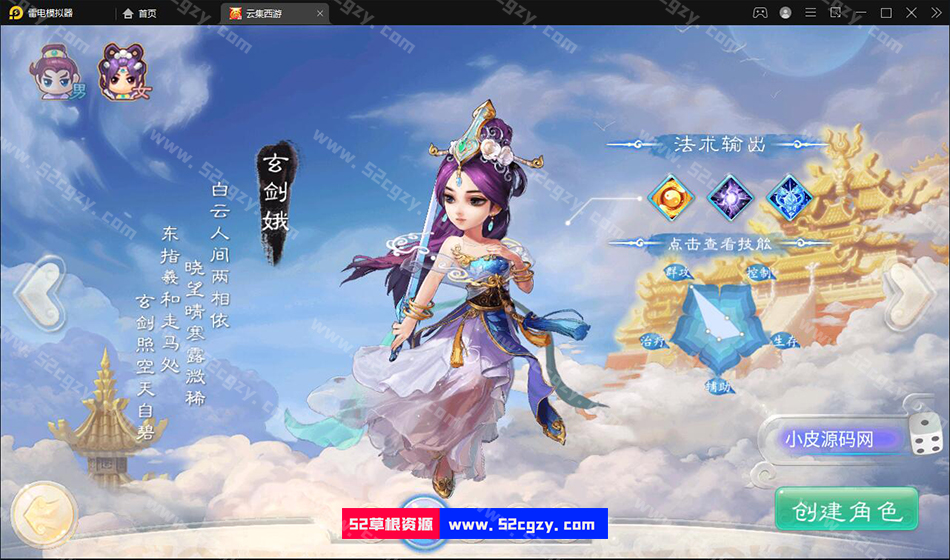 雷电模拟器
首页
云集西游
男
女
玄剑娥
白云人间两相依
晓望晴寒露微稀
东指羲和走马处
玄剑照空天自碧
法术输出
点击查看技能
群攻
控制
治疗
生存
辅助
小皮源码网
创建角色
52草根资源 www.52cgzy.com
www.52cgzy.com